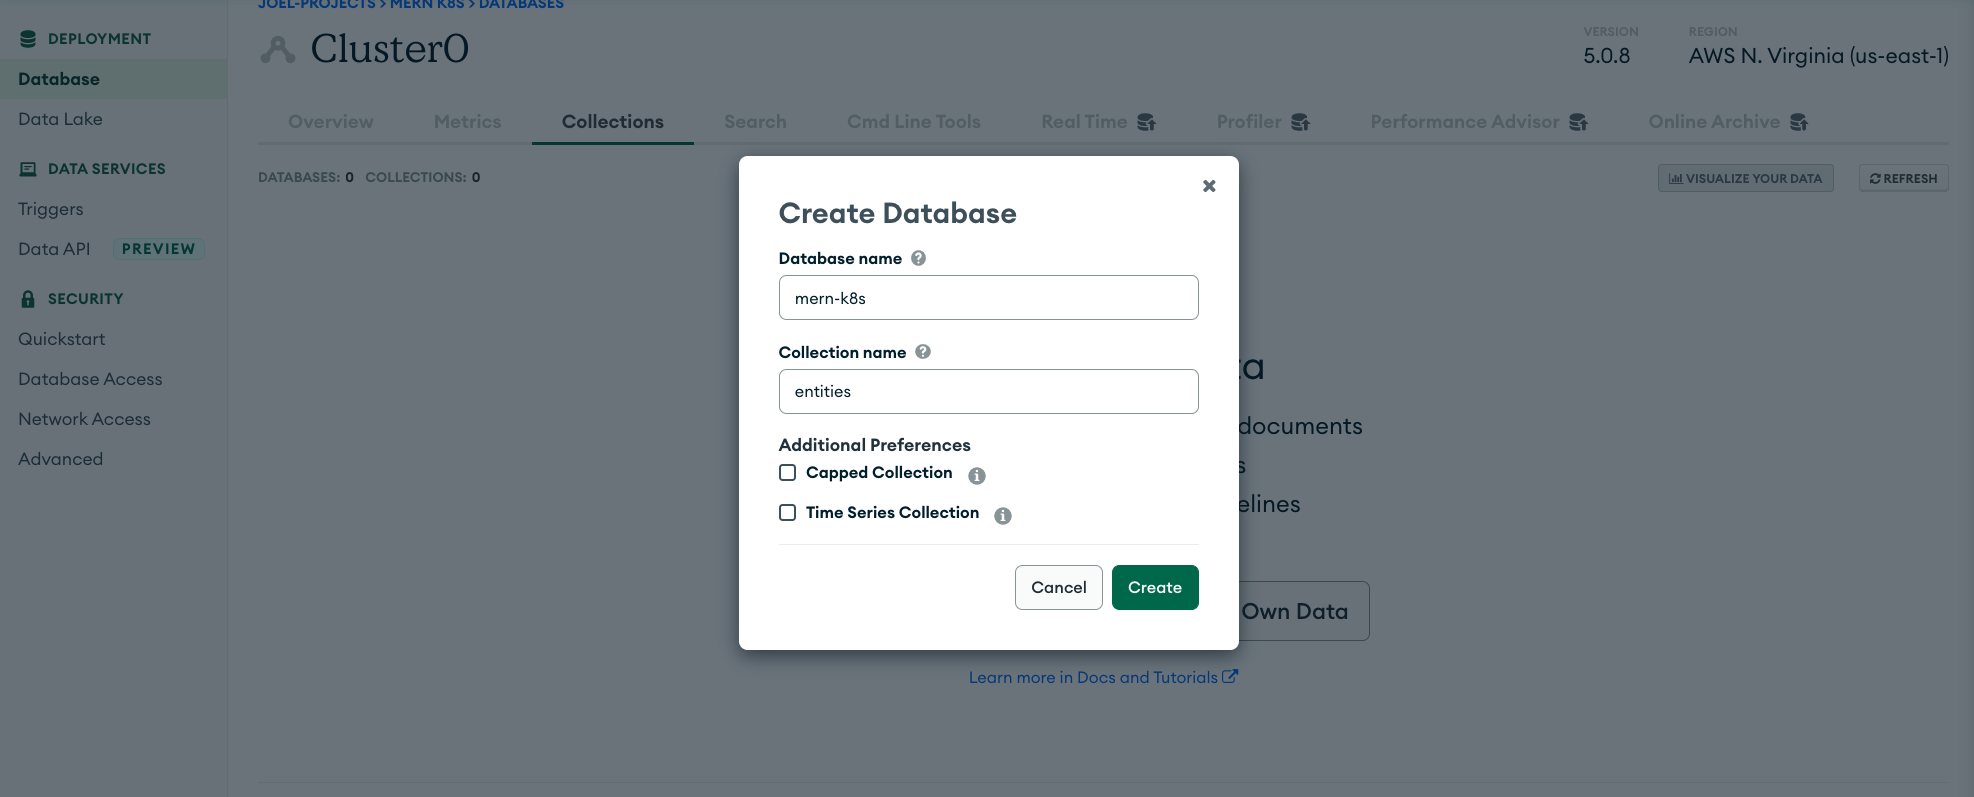 JOEL-PROJECTS > MERN K8S > DATABASES
DEPLOYMENT
Database
Data Lake
DATA SERVICES
Triggers
Data API PREVIEW
SECURITY
Quickstart
Database Access
Network Access
Advanced
Cluster0
VERSION
5.0.8
REGION
AWS N. Virginia (us-east-1)
Overview Metrics Collections Search Cmd Line Tools Real Time Profiler Performance Advisor Online Archive
DATABASES: 0 COLLECTIONS: 0
VISUALIZE YOUR DATA REFRESH
Create Database
Database name
mern-k8s
Collection name
entities
Additional Preferences
Capped Collection
Time Series Collection
Cancel Create
documents
Own Data
Learn more in Docs and Tutorials